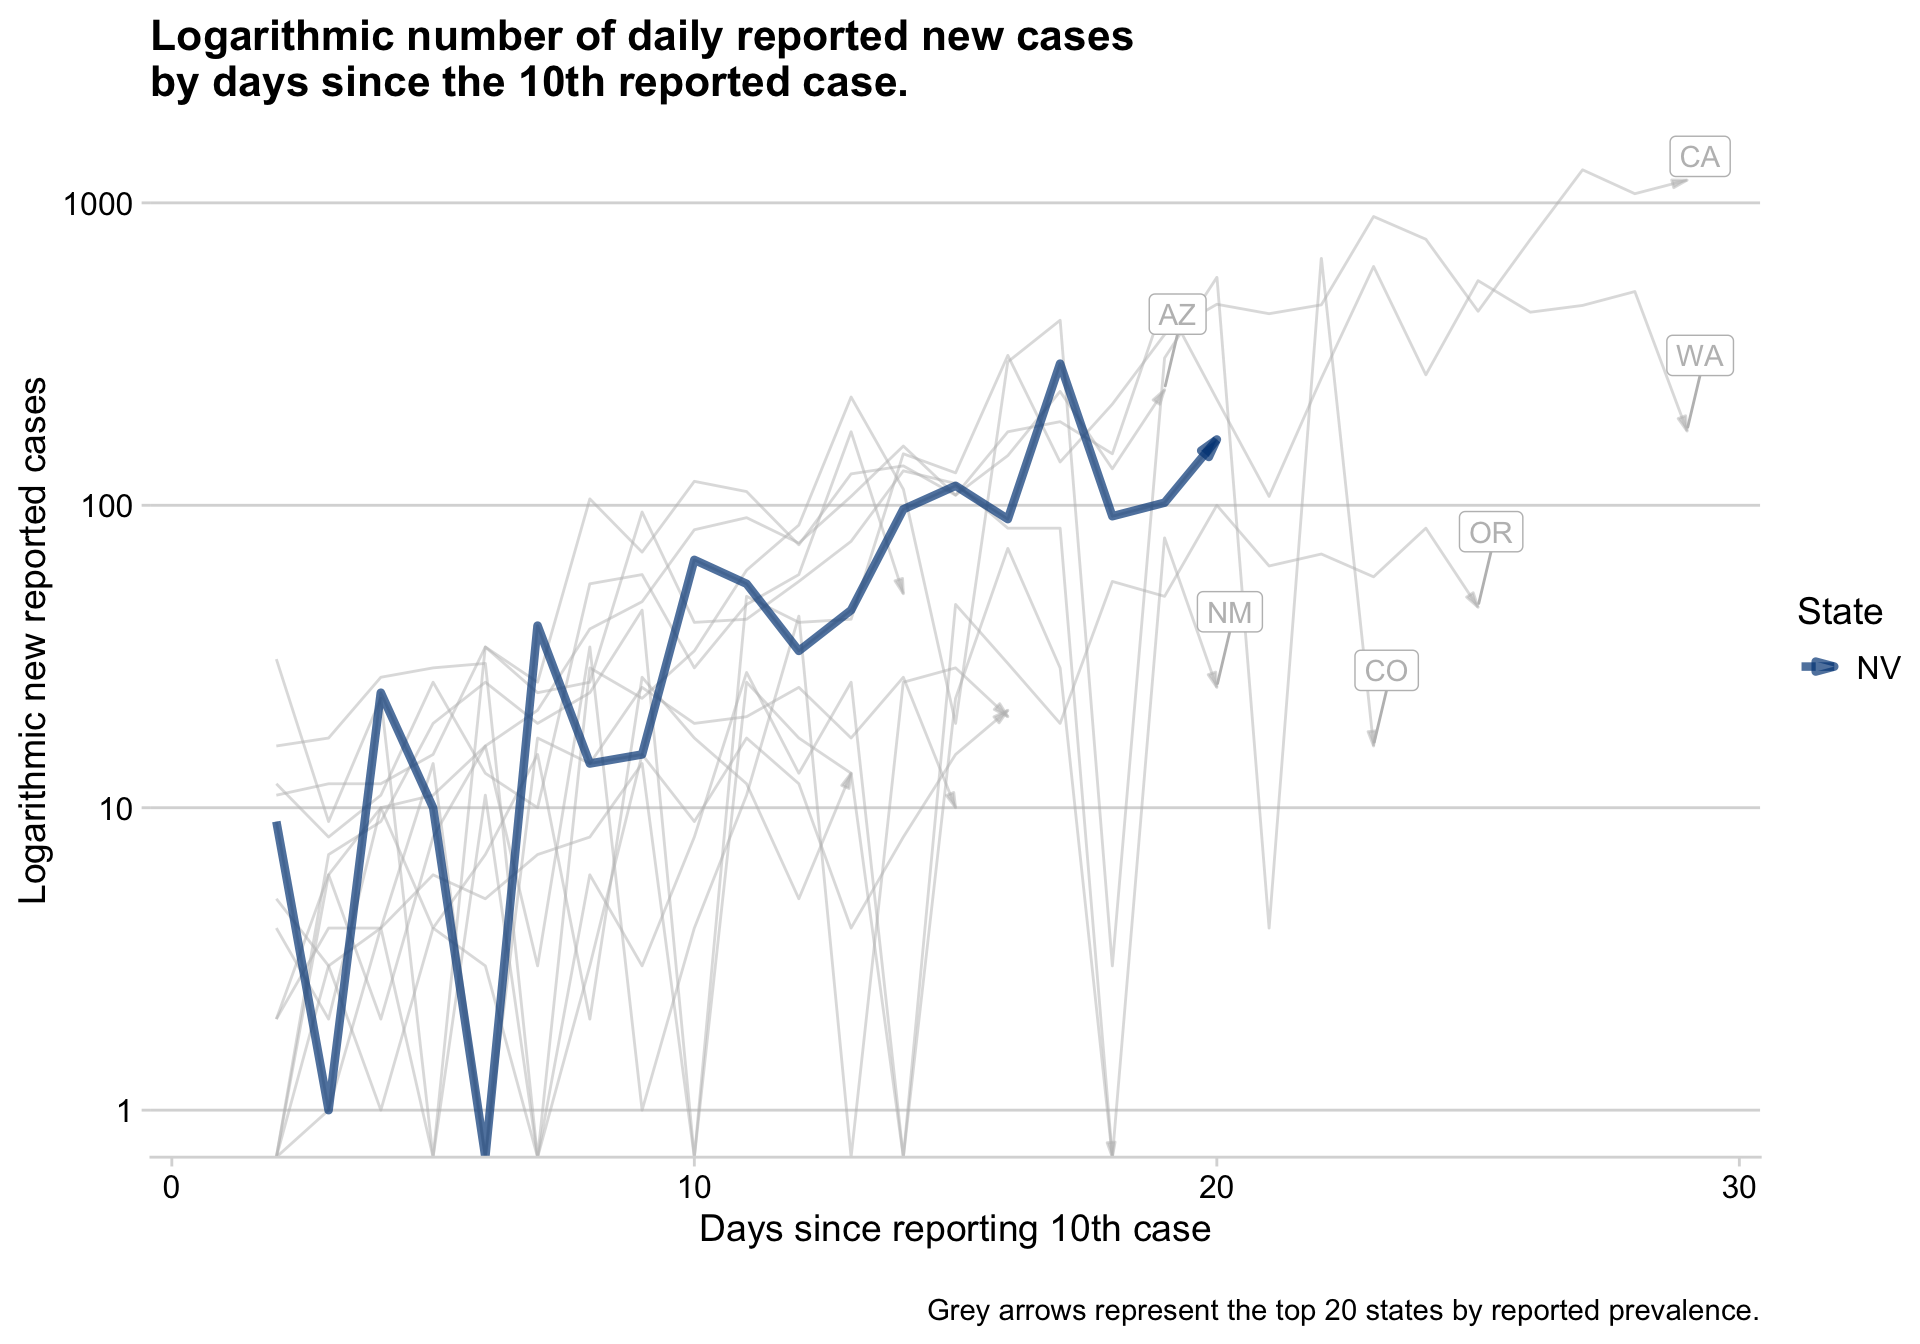 Logarithmic number of daily reported new cases
by days since the 10th reported case.
Logarithmic new reported cases
1000
100
10
1
CA
AZ
WA
OR
NM
CO
State
NV
0
10
20
30
Days since reporting 10th case
Grey arrows represent the top 20 states by reported prevalence.